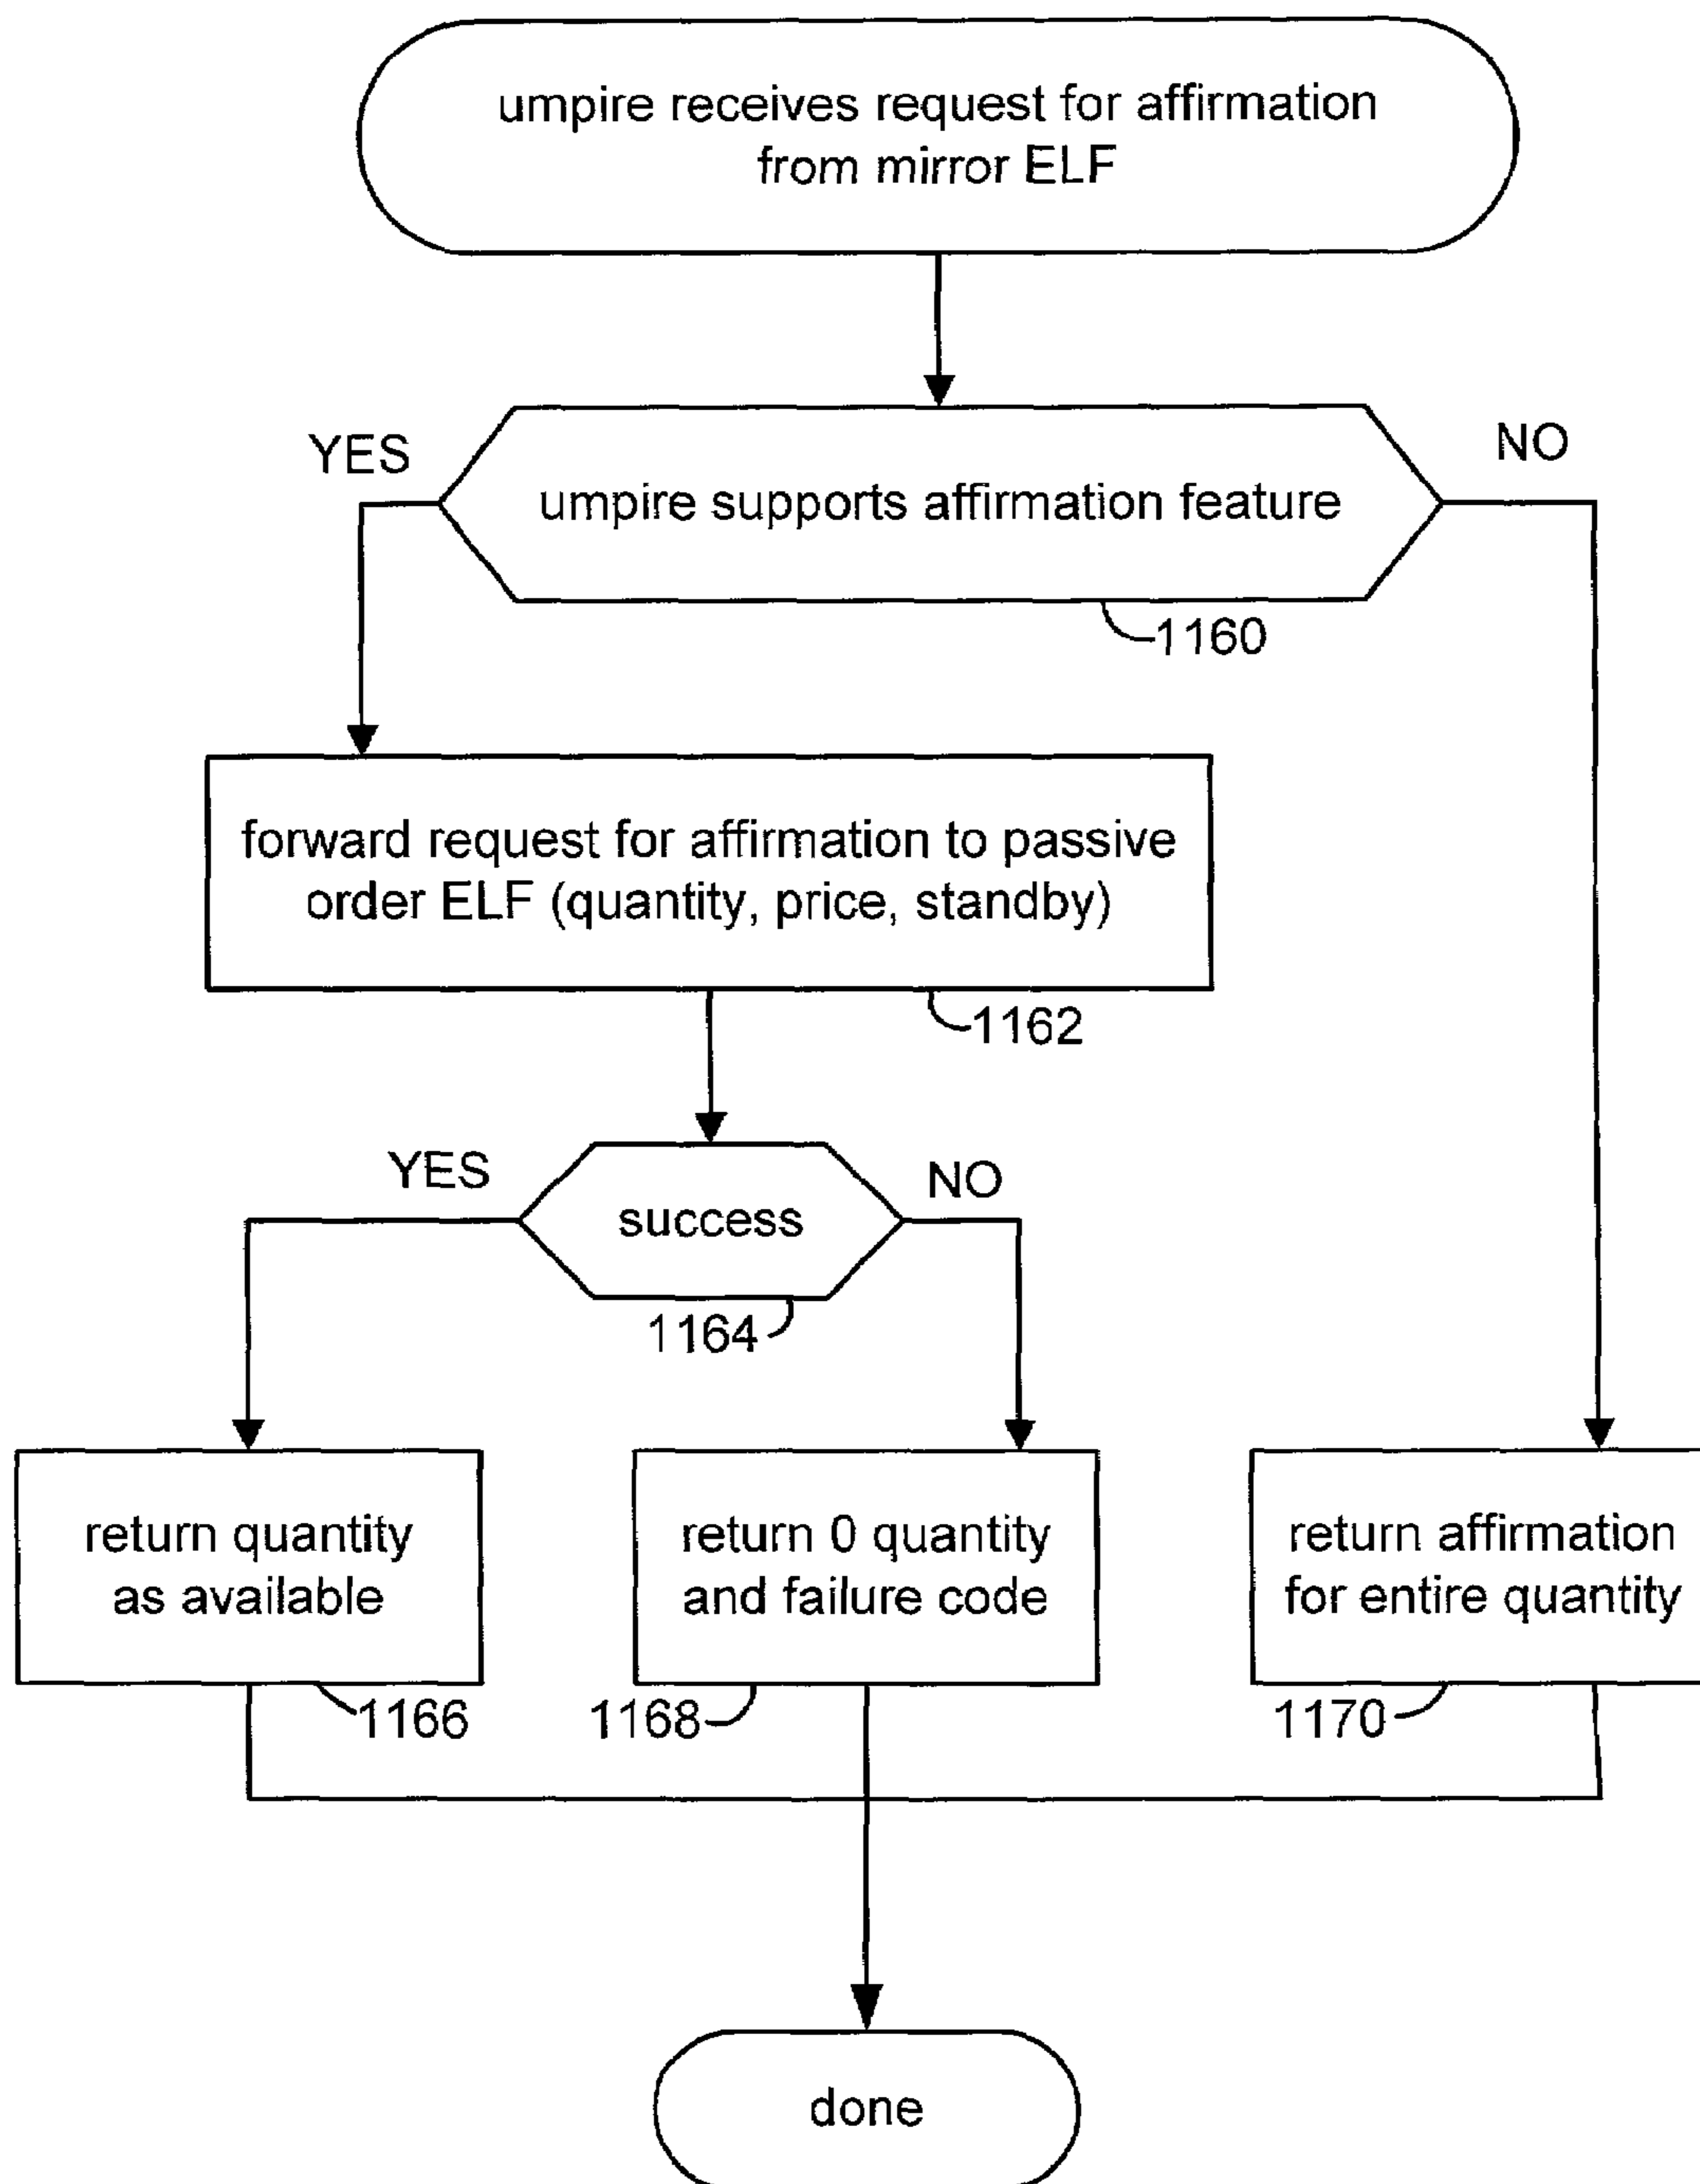 umpire receives request for affirmation
from mirror ELF
YES
NO
umpire supports affirmation feature
1160
forward request for affirmation to passive
order ELF (quantity, price, standby)
1162
YES
NO
success
1164
return quantity
as available
return 0 quantity
and failure code
return affirmation
for entire quantity
1166
1168
1170
done